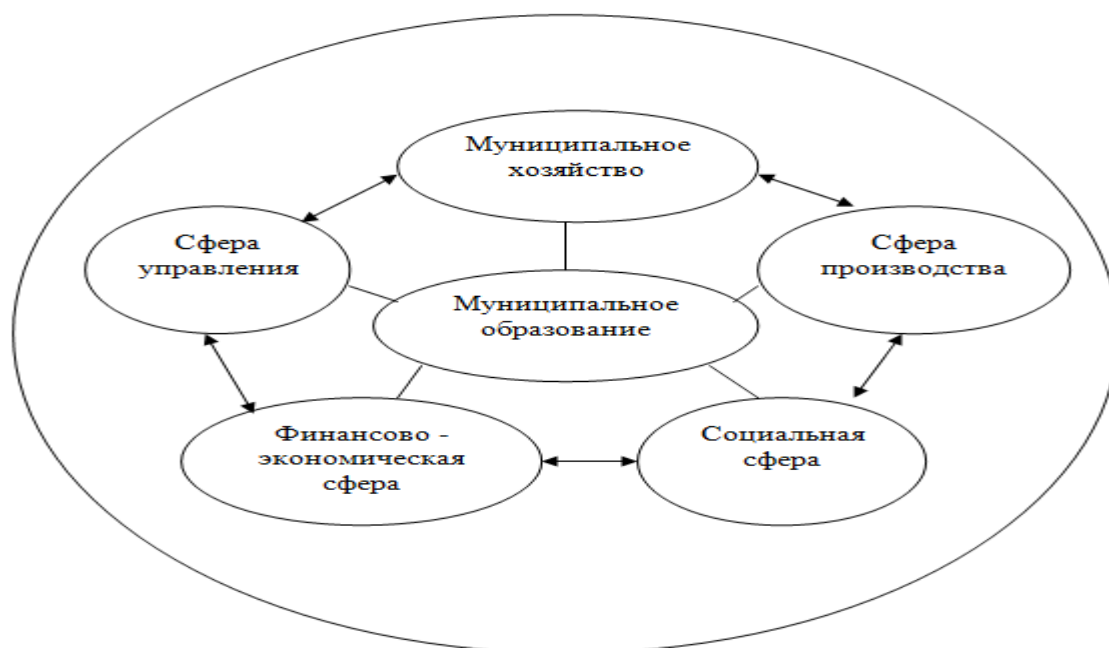 Муниципальное
хозяйство
Сфера
управления
Сфера
производства
Муниципальное
образование
Финансово -
экономическая
сфера
Социальная
сфера